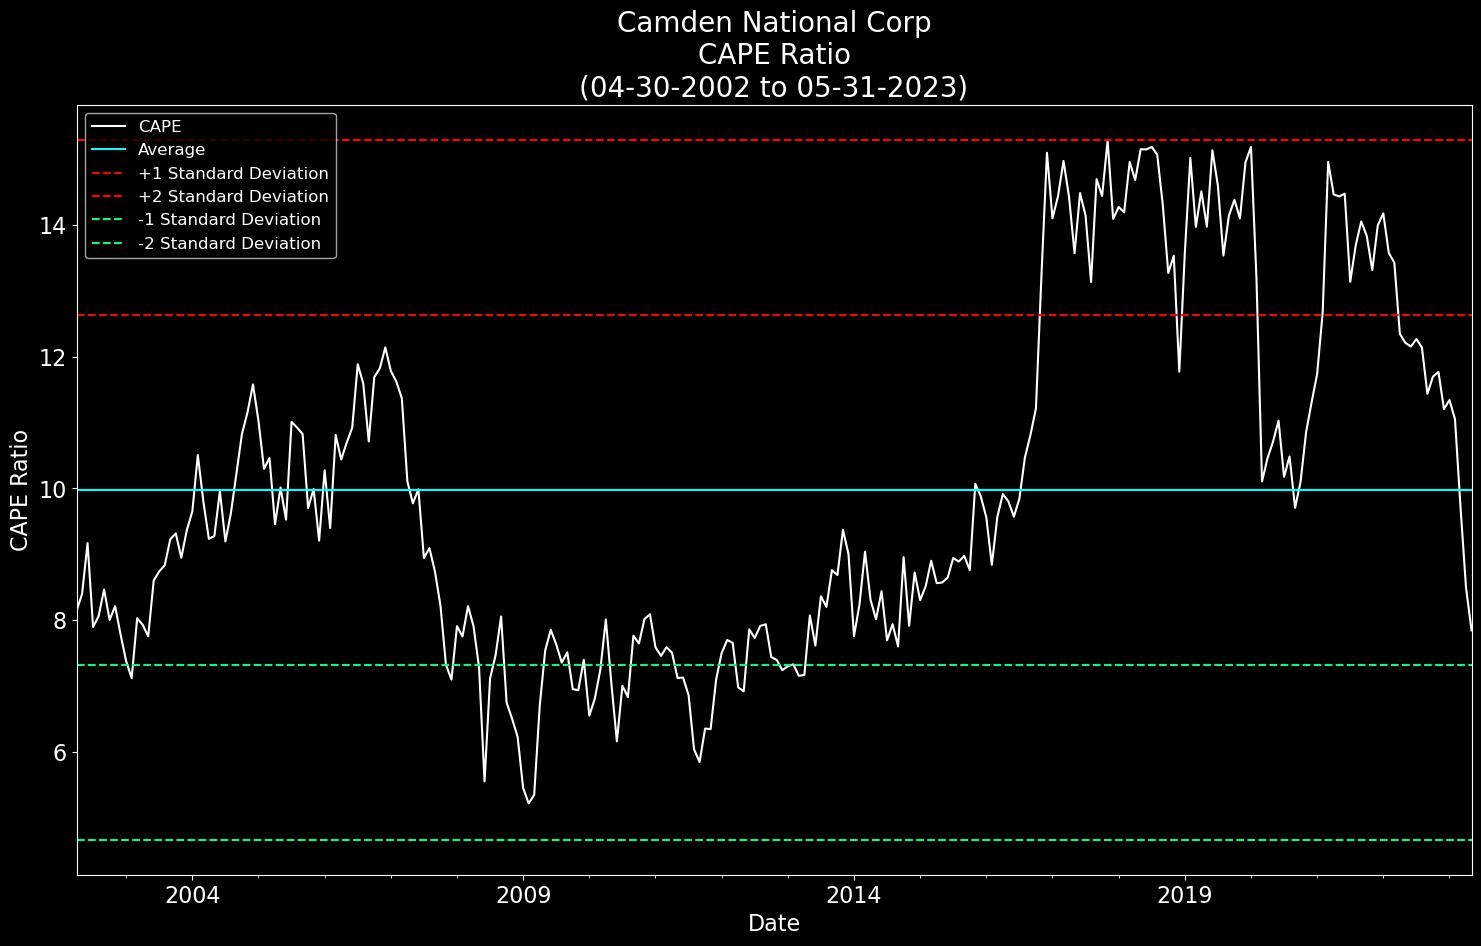 Camden National Corp
CAPE Ratio
(04-30-2002 to 05-31-2023)
CAPE
Average
+1 Standard Deviation
+2 Standard Deviation
-1 Standard Deviation
-2 Standard Deviation
CAPE Ratio
14
12
10
8
6
2004
2009
2014
2019
Date